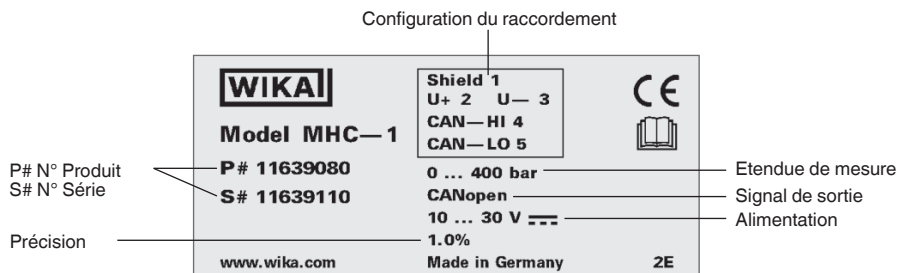 Configuration du raccordement
WIKA
Model MHC—1
P# 11639080
S# 11639110
Shield 1
U+ 2 U— 3
CAN—HI 4
CAN—LO 5
CE
P# N° Produit
S# N° Série
0 ... 400 bar
Etendue de mesure
CANopen
Signal de sortie
10 ... 30 V
Alimentation
Précision
1.0%
www.wika.com
Made in Germany
2E